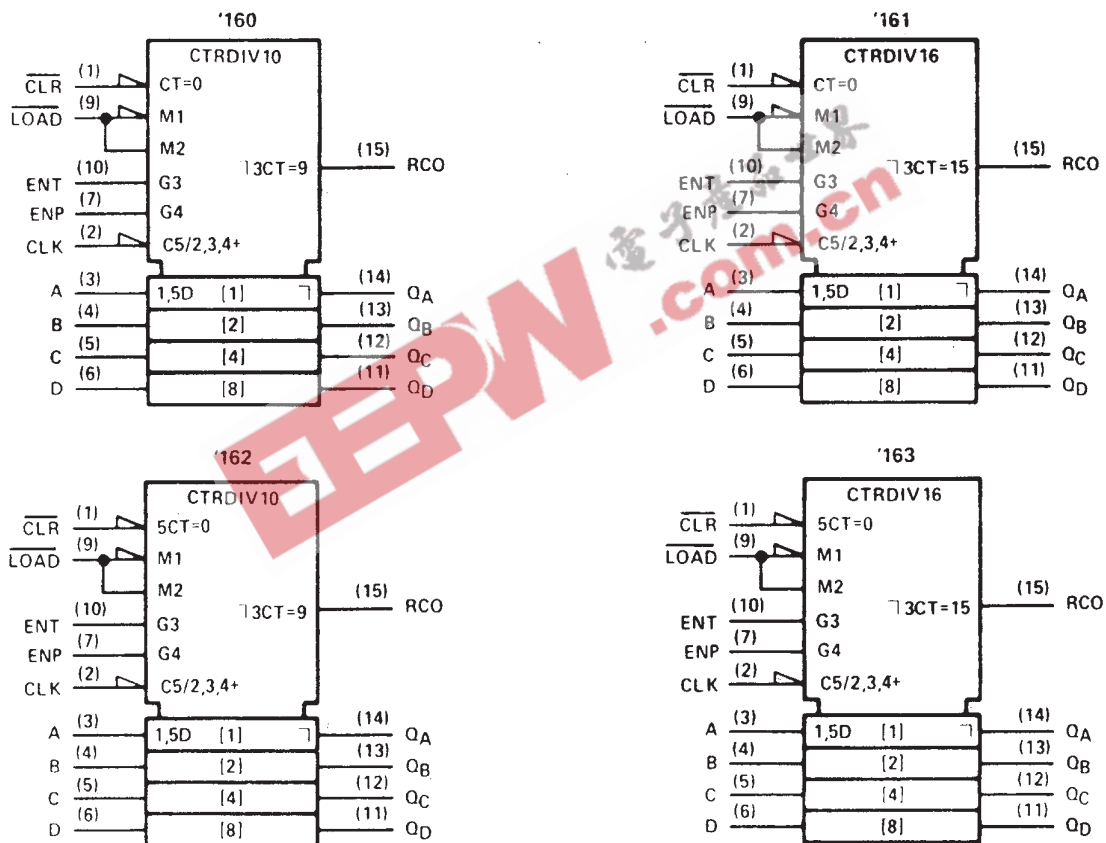 '160
CTRDIV10
CLR (1) CT=0
LOAD (9) M1
M2
ENT (10) G3
ENP (7) G4
CLK (2) C5/2,3,4+
¬3CT=9 (15) RCO
A (3) 1,5D [1] ¬ (14) QA
B (4) [2] (13) QB
C (5) [4] (12) QC
D (6) [8] (11) QD
'161
CTRDIV16
CLR (1) CT=0
LOAD (9) M1
M2
ENT (10) G3
ENP (7) G4
CLK (2) C5/2,3,4+
¬3CT=15 (15) RCO
A (3) 1,5D [1] ¬ (14) QA
B (4) [2] (13) QB
C (5) [4] (12) QC
D (6) [8] (11) QD
'162
CTRDIV10
CLR (1) 5CT=0
LOAD (9) M1
M2
ENT (10) G3
ENP (7) G4
CLK (2) C5/2,3,4+
¬3CT=9 (15) RCO
A (3) 1,5D [1] ¬ (14) QA
B (4) [2] (13) QB
C (5) [4] (12) QC
D (6) [8] (11) QD
'163
CTRDIV16
CLR (1) 5CT=0
LOAD (9) M1
M2
ENT (10) G3
ENP (7) G4
CLK (2) C5/2,3,4+
¬3CT=15 (15) RCO
A (3) 1,5D [1] ¬ (14) QA
B (4) [2] (13) QB
C (5) [4] (12) QC
D (6) [8] (11) QD
EEPW
電子產品世界
.com.cn